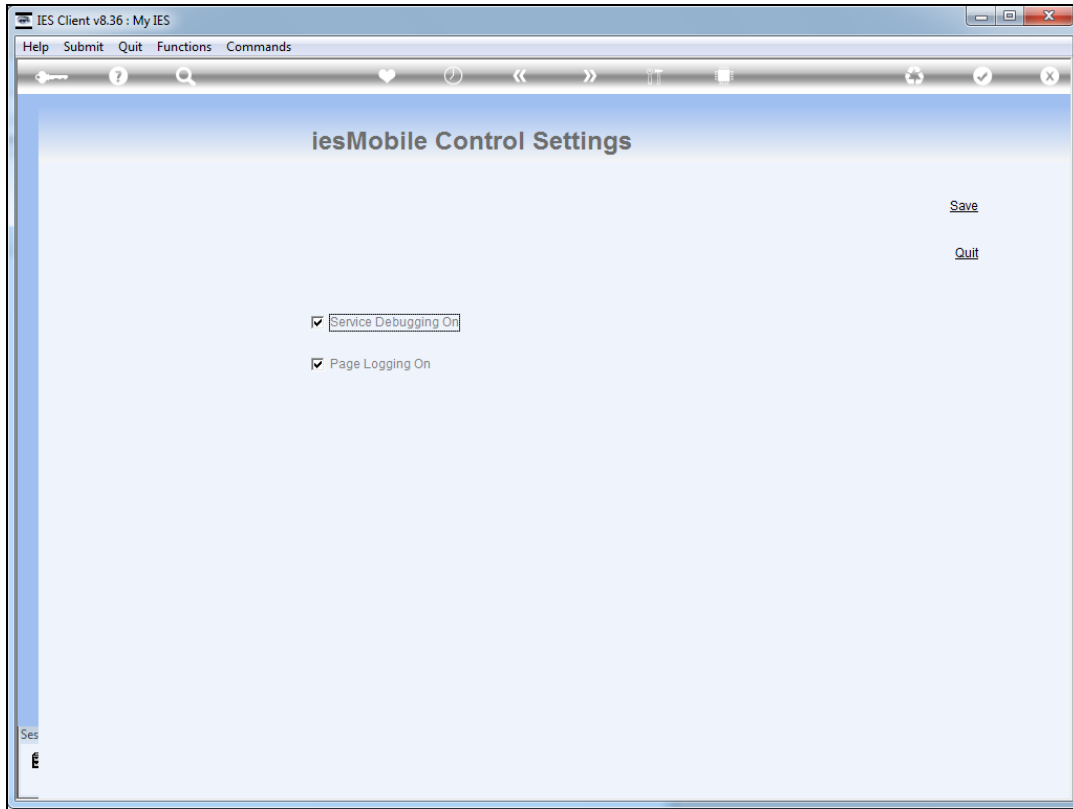 IES Client v8.36 : My IES
Help Submit Quit Functions Commands
iesMobile Control Settings
Save
Quit
Service Debugging On
Page Logging On
Ses